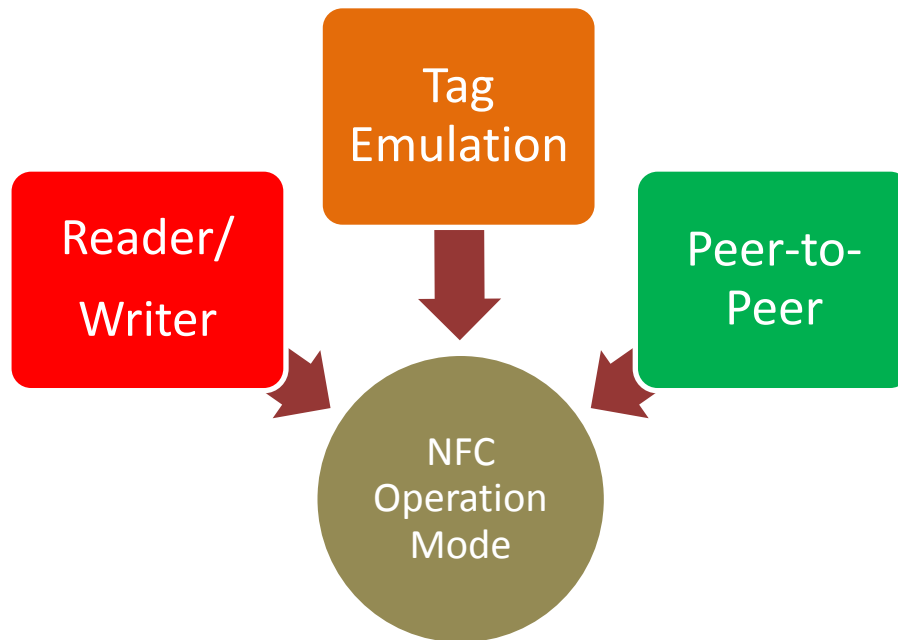 Tag
Emulation
Reader/
Writer
Peer-to-
Peer
NFC
Operation
Mode